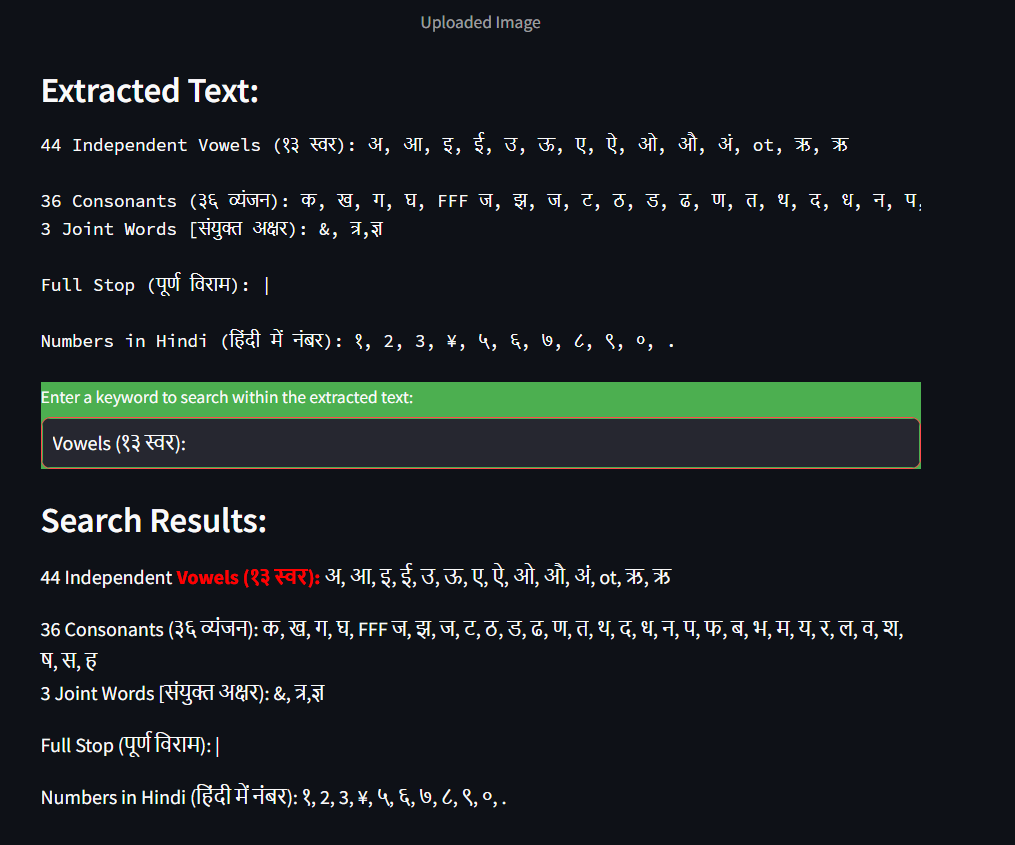 Uploaded Image
Extracted Text:
44 Independent Vowels (१३ स्वर): अ, आ, इ, ई, उ, ऊ, ए, ऐ, ओ, औ, अं, ot, ऋ, ऋ
36 Consonants (३६ व्यंजन): क, ख, ग, घ, FFF ज, झ, ज, ट, ठ, ड, ढ, ण, त, थ, द, ध, न, प,
3 Joint Words [संयुक्त अक्षर): &, त्र,ज्ञ
Full Stop (पूर्ण विराम): |
Numbers in Hindi (हिंदी में नंबर): १, 2, 3, ¥, ५, ६, ७, ८, ९, ०, .
Enter a keyword to search within the extracted text:
Vowels (१३ स्वर):
Search Results:
44 Independent Vowels (१३ स्वर): अ, आ, इ, ई, उ, ऊ, ए, ऐ, ओ, औ, अं, ot, ऋ, ऋ
36 Consonants (३६ व्यंजन): क, ख, ग, घ, FFF ज, झ, ज, ट, ठ, ड, ढ, ण, त, थ, द, ध, न, प, फ, ब, भ, म, य, र, ल, व, श,
ष, स, ह
3 Joint Words [संयुक्त अक्षर): &, त्र,ज्ञ
Full Stop (पूर्ण विराम): |
Numbers in Hindi (हिंदी में नंबर): १, 2, 3, ¥, ५, ६, ७, ८, ९, ०, .